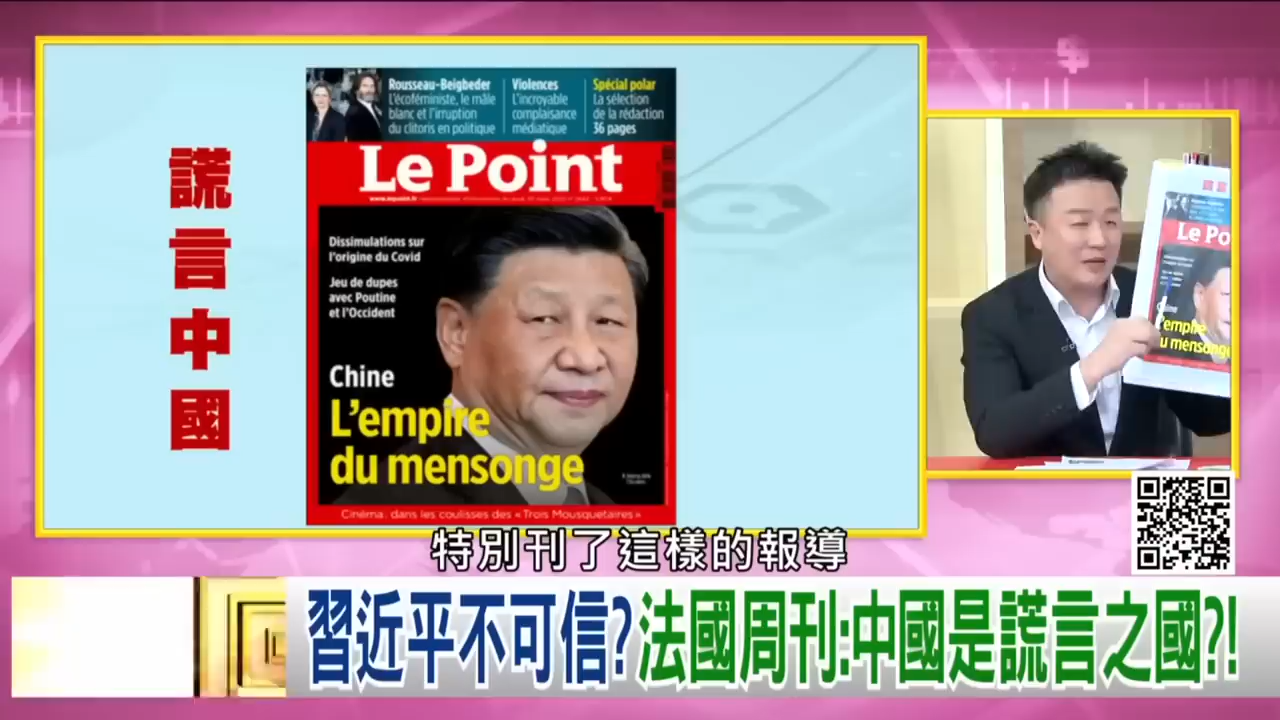 謊言中國
Rousseau-Beigbeder
L'écoféministe, le mâle
blanc et l'irruption
du clitoris en politique
Violences
L'incroyable
complaisance
médiatique
Spécial polar
La sélection
de la rédaction
36 pages
Le Point
Dissimulations sur
l'origine du Covid
Jeu de dupes
avec Poutine
et l'Occident
Chine
L'empire
du mensonge
Cinéma : dans les coulisses des « Trois Mousquetaires »
Le Po
Chine
L'empire
du mensonge
特別刊了這樣的報導
習近平不可信?法國周刊:中國是謊言之國?!